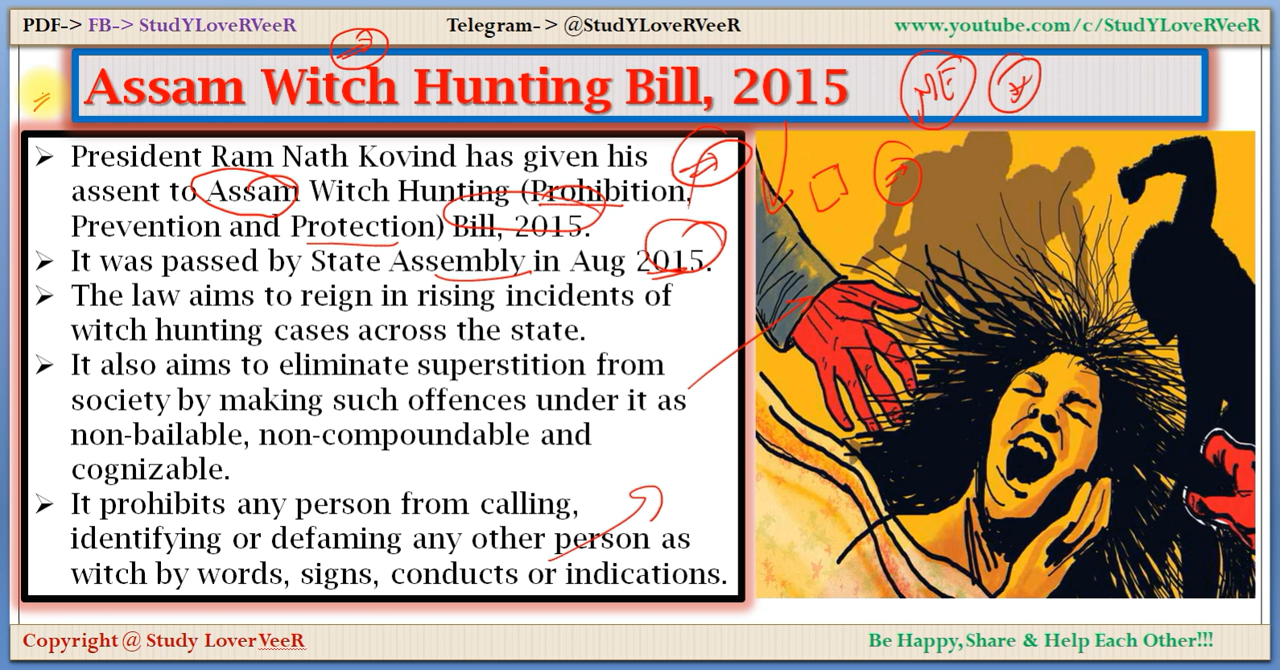 PDF-> FB-> StudYLoveRVeeR
Telegram-> @StudYLoveRVeeR
www.youtube.com/c/StudYLoveRVeeR
Assam Witch Hunting Bill, 2015
ME
➢ President Ram Nath Kovind has given his
assent to Assam Witch Hunting (Prohibition,
Prevention and Protection) Bill, 2015.
➢ It was passed by State Assembly in Aug 2015.
➢ The law aims to reign in rising incidents of
witch hunting cases across the state.
➢ It also aims to eliminate superstition from
society by making such offences under it as
non-bailable, non-compoundable and
cognizable.
➢ It prohibits any person from calling,
identifying or defaming any other person as
witch by words, signs, conducts or indications.
Copyright @ Study LoverVeeR
Be Happy,Share & Help Each Other!!!